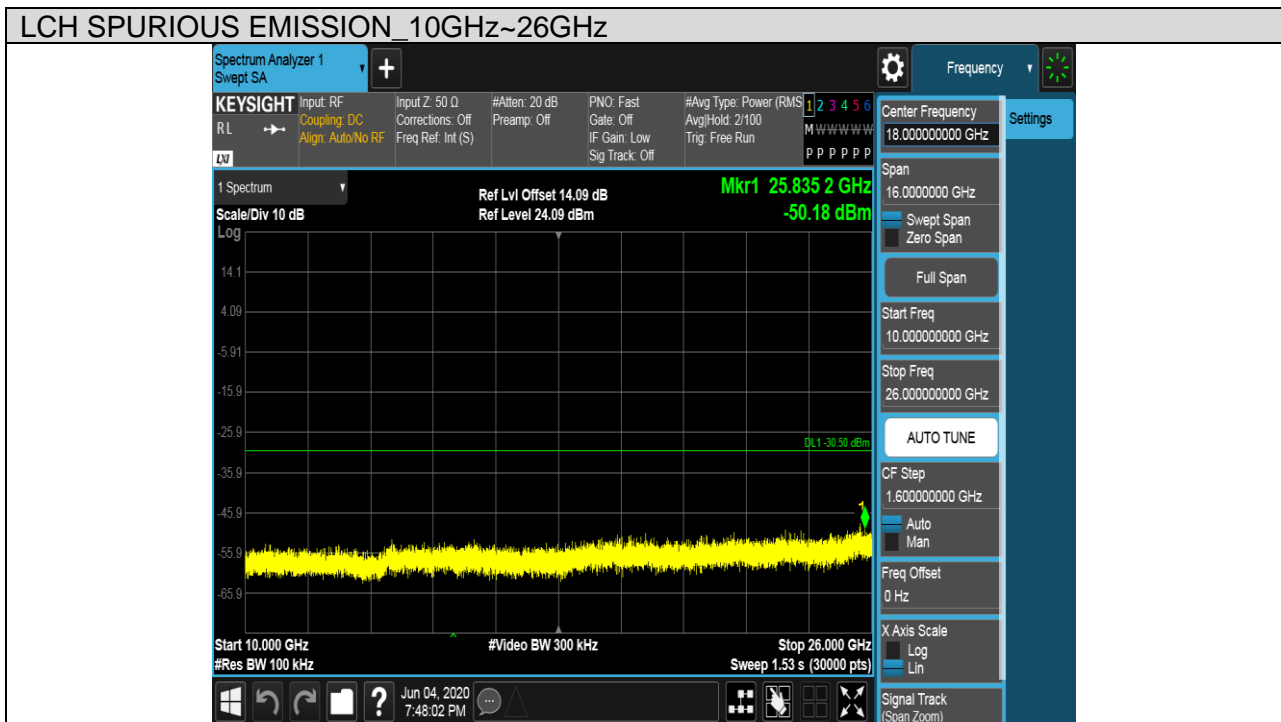 LCH SPURIOUS EMISSION_10GHz~26GHz
Spectrum Analyzer 1
Swept SA
Frequency
KEYSIGHT
RL
LXI
Input: RF
Coupling: DC
Align: Auto/No RF
Input Z: 50 Ω
Corrections: Off
Freq Ref: Int (S)
#Atten: 20 dB
Preamp: Off
PNO: Fast
Gate: Off
IF Gain: Low
Sig Track: Off
#Avg Type: Power (RMS
Avg|Hold: 2/100
Trig: Free Run
1 2 3 4 5 6
M W W W W W
P P P P P P
Center Frequency
18.000000000 GHz
Settings
Span
16.0000000 GHz
Swept Span
Zero Span
Full Span
Start Freq
10.000000000 GHz
Stop Freq
26.000000000 GHz
AUTO TUNE
CF Step
1.600000000 GHz
Auto
Man
Freq Offset
0 Hz
X Axis Scale
Log
Lin
Signal Track
(Span Zoom)
1 Spectrum
Scale/Div 10 dB
Log
Ref Lvl Offset 14.09 dB
Ref Level 24.09 dBm
Mkr1 25.835 2 GHz
-50.18 dBm
14.1
4.09
-5.91
-15.9
-25.9
DL1 -30.50 dBm
-35.9
-45.9
1
-55.9
-65.9
Start 10.000 GHz
#Res BW 100 kHz
#Video BW 300 kHz
Stop 26.000 GHz
Sweep 1.53 s (30000 pts)
?
Jun 04, 2020
7:48:02 PM